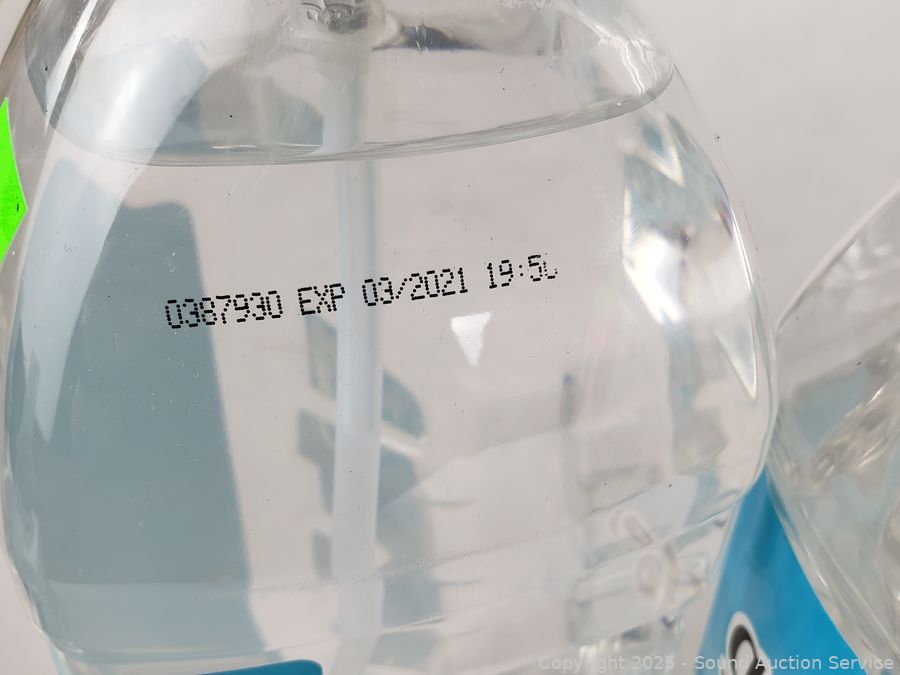 0387930 EXP 03/2021
Copyright 2025 - Sound Auction Service